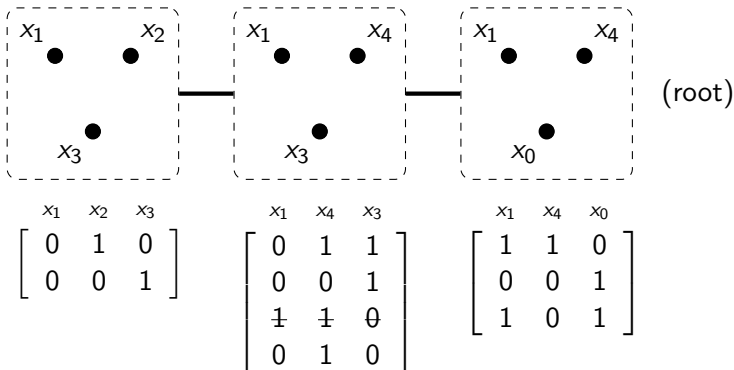 x₁ x₂ x₁ x₄ x₁ x₄
(root)
x₃ x₃ x₀
x₁ x₂ x₃ x₁ x₄ x₃ x₁ x₄ x₀
0 1 0 0 1 1 1 1 0
0 0 1 0 0 1 0 0 1
1 1 0 1 0 1
0 1 0